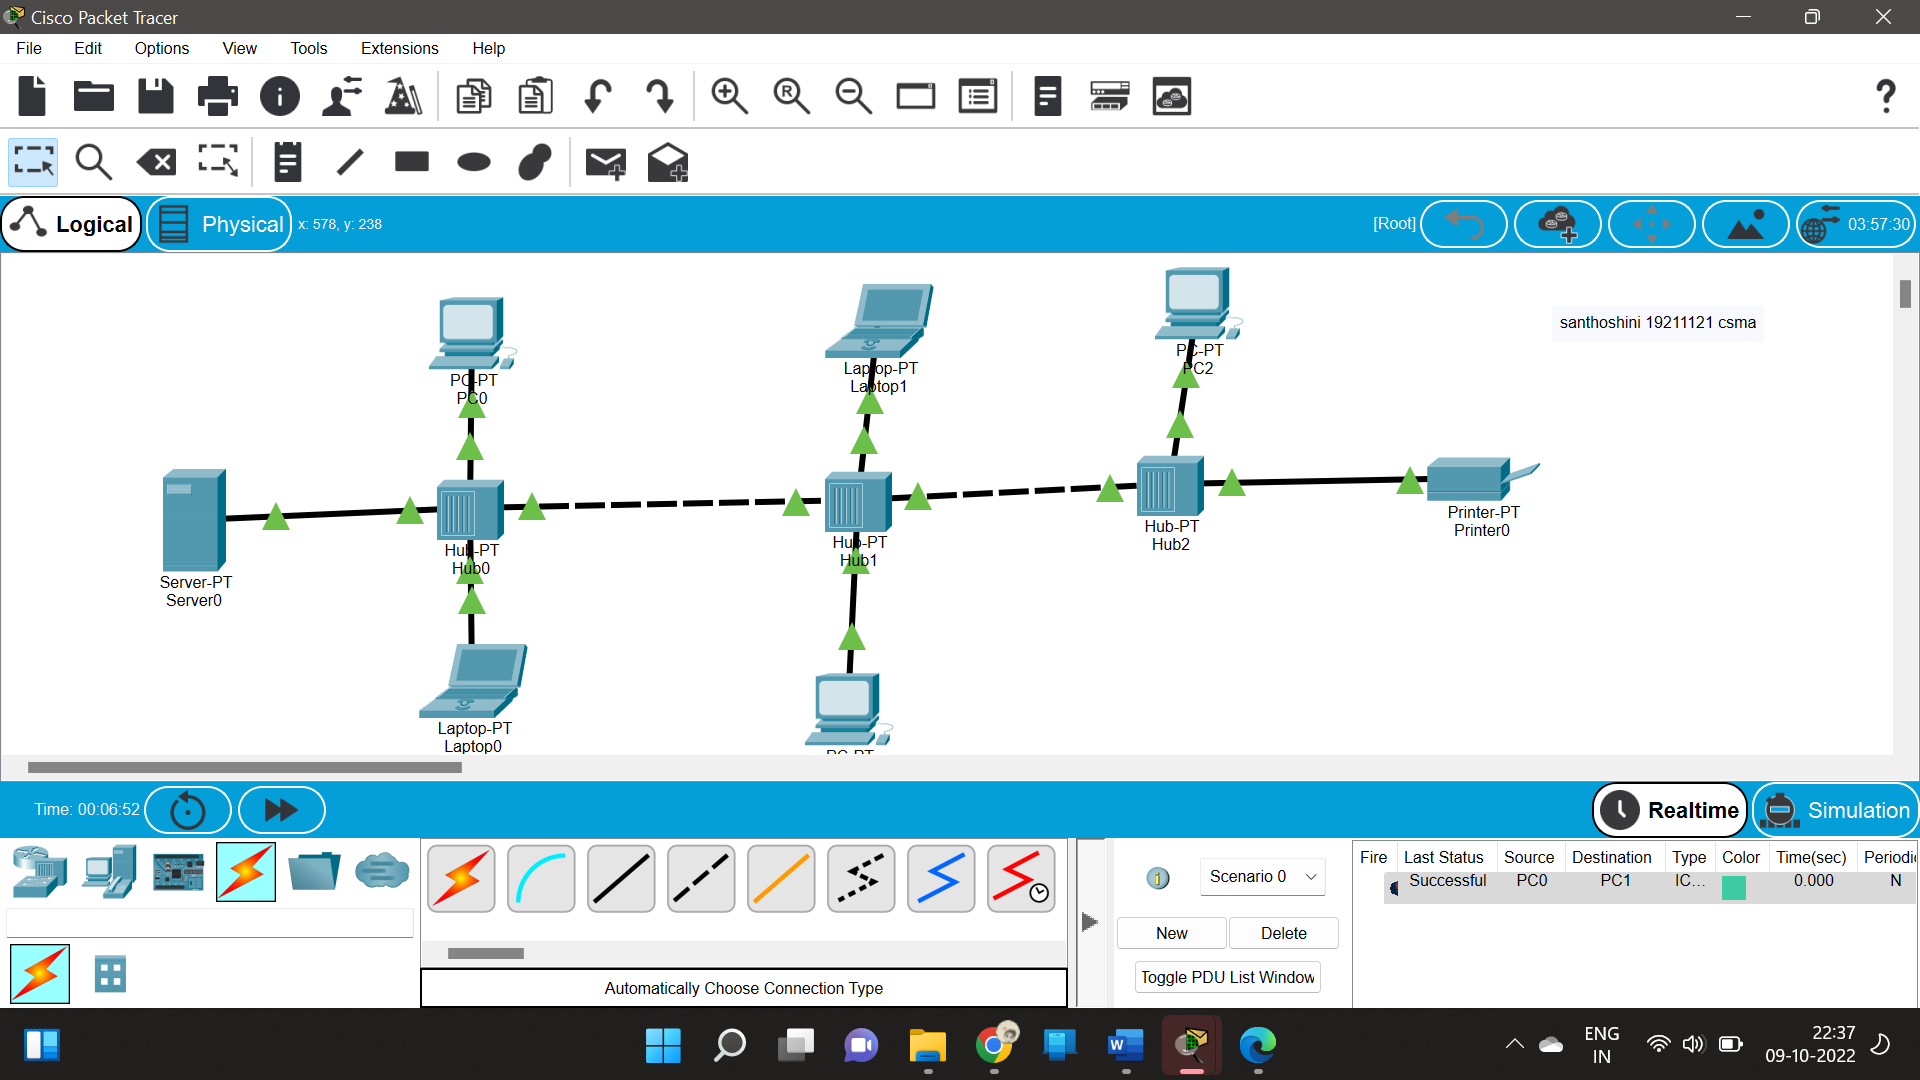 Cisco Packet Tracer
File Edit Options View Tools Extensions Help
Logical Physical x: 578, y: 238 [Root] 03:57:30
santhoshini 19211121 csma
PC-PT
PC0
Laptop-PT
Laptop1
PC-PT
PC2
Server-PT
Server0
Hub-PT
Hub0
Hub-PT
Hub1
Hub-PT
Hub2
Printer-PT
Printer0
Laptop-PT
Laptop0
PC-PT
Time: 00:06:52 Realtime Simulation
Scenario 0
New Delete
Toggle PDU List Window
Fire Last Status Source Destination Type Color Time(sec) Periodic
Successful PC0 PC1 IC... 0.000 N
Automatically Choose Connection Type
ENG
IN
22:37
09-10-2022